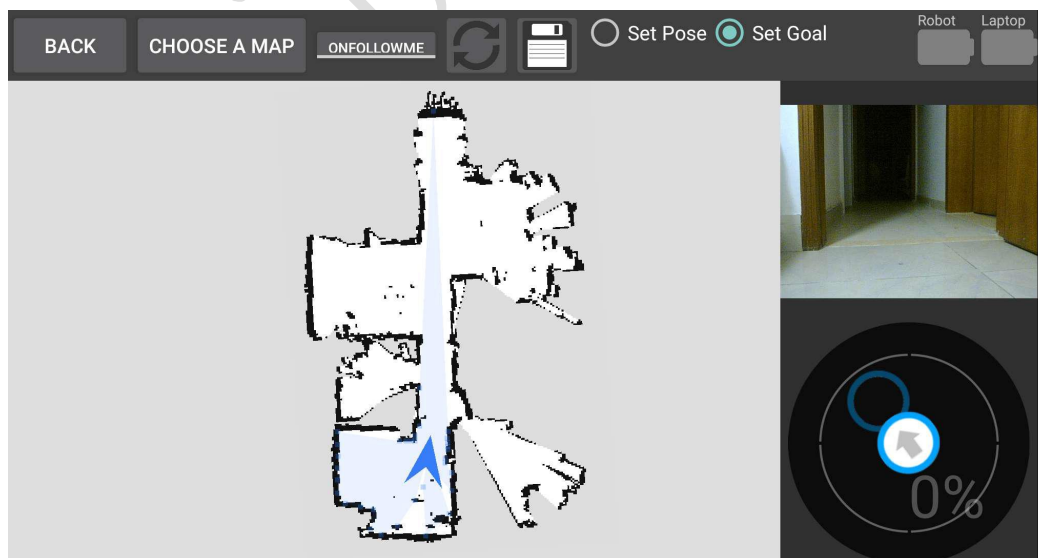 BACK
CHOOSE A MAP
ONFOLLOWME
Set Pose
Set Goal
Robot
Laptop
0%